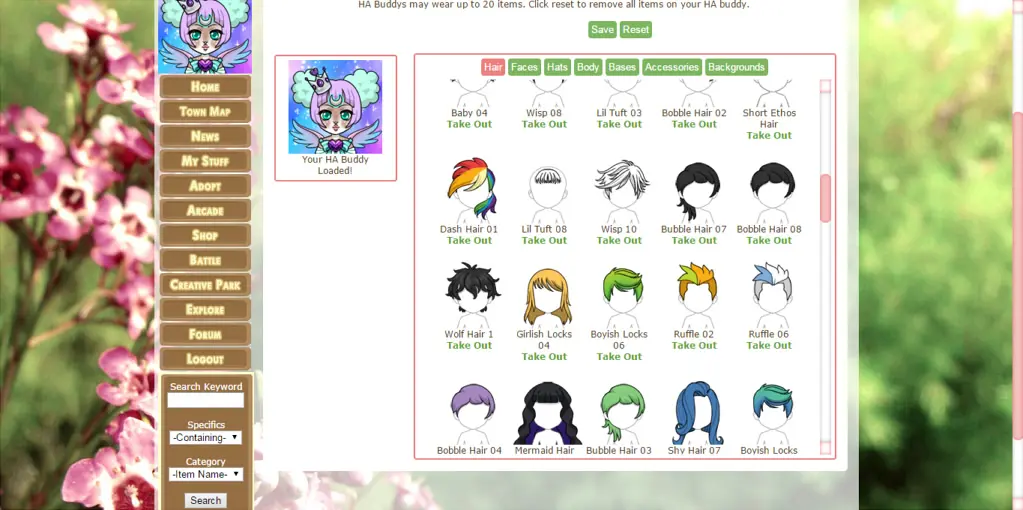 HA Buddys may wear up to 20 items. Click reset to remove all items on your HA buddy.
Save Reset
Hair Faces Hats Body Bases Accessories Backgrounds
Your HA Buddy
Loaded!
Home
Town Map
News
My Stuff
Adopt
Arcade
Shop
Battle
Creative Park
Explore
Forum
Logout
Search Keyword
Specifics
-Containing-
Category
-Item Name-
Search
Baby 04
Take Out
Wisp 08
Take Out
Lil Tuft 03
Take Out
Bobble Hair 02
Take Out
Short Ethos
Hair
Take Out
Dash Hair 01
Take Out
Lil Tuft 08
Take Out
Wisp 10
Take Out
Bubble Hair 07
Take Out
Bobble Hair 08
Take Out
Wolf Hair 1
Take Out
Girlish Locks
04
Take Out
Boyish Locks
06
Take Out
Ruffle 02
Take Out
Ruffle 06
Take Out
Bobble Hair 04
Mermaid Hair
Bubble Hair 03
Shy Hair 07
Boyish Locks